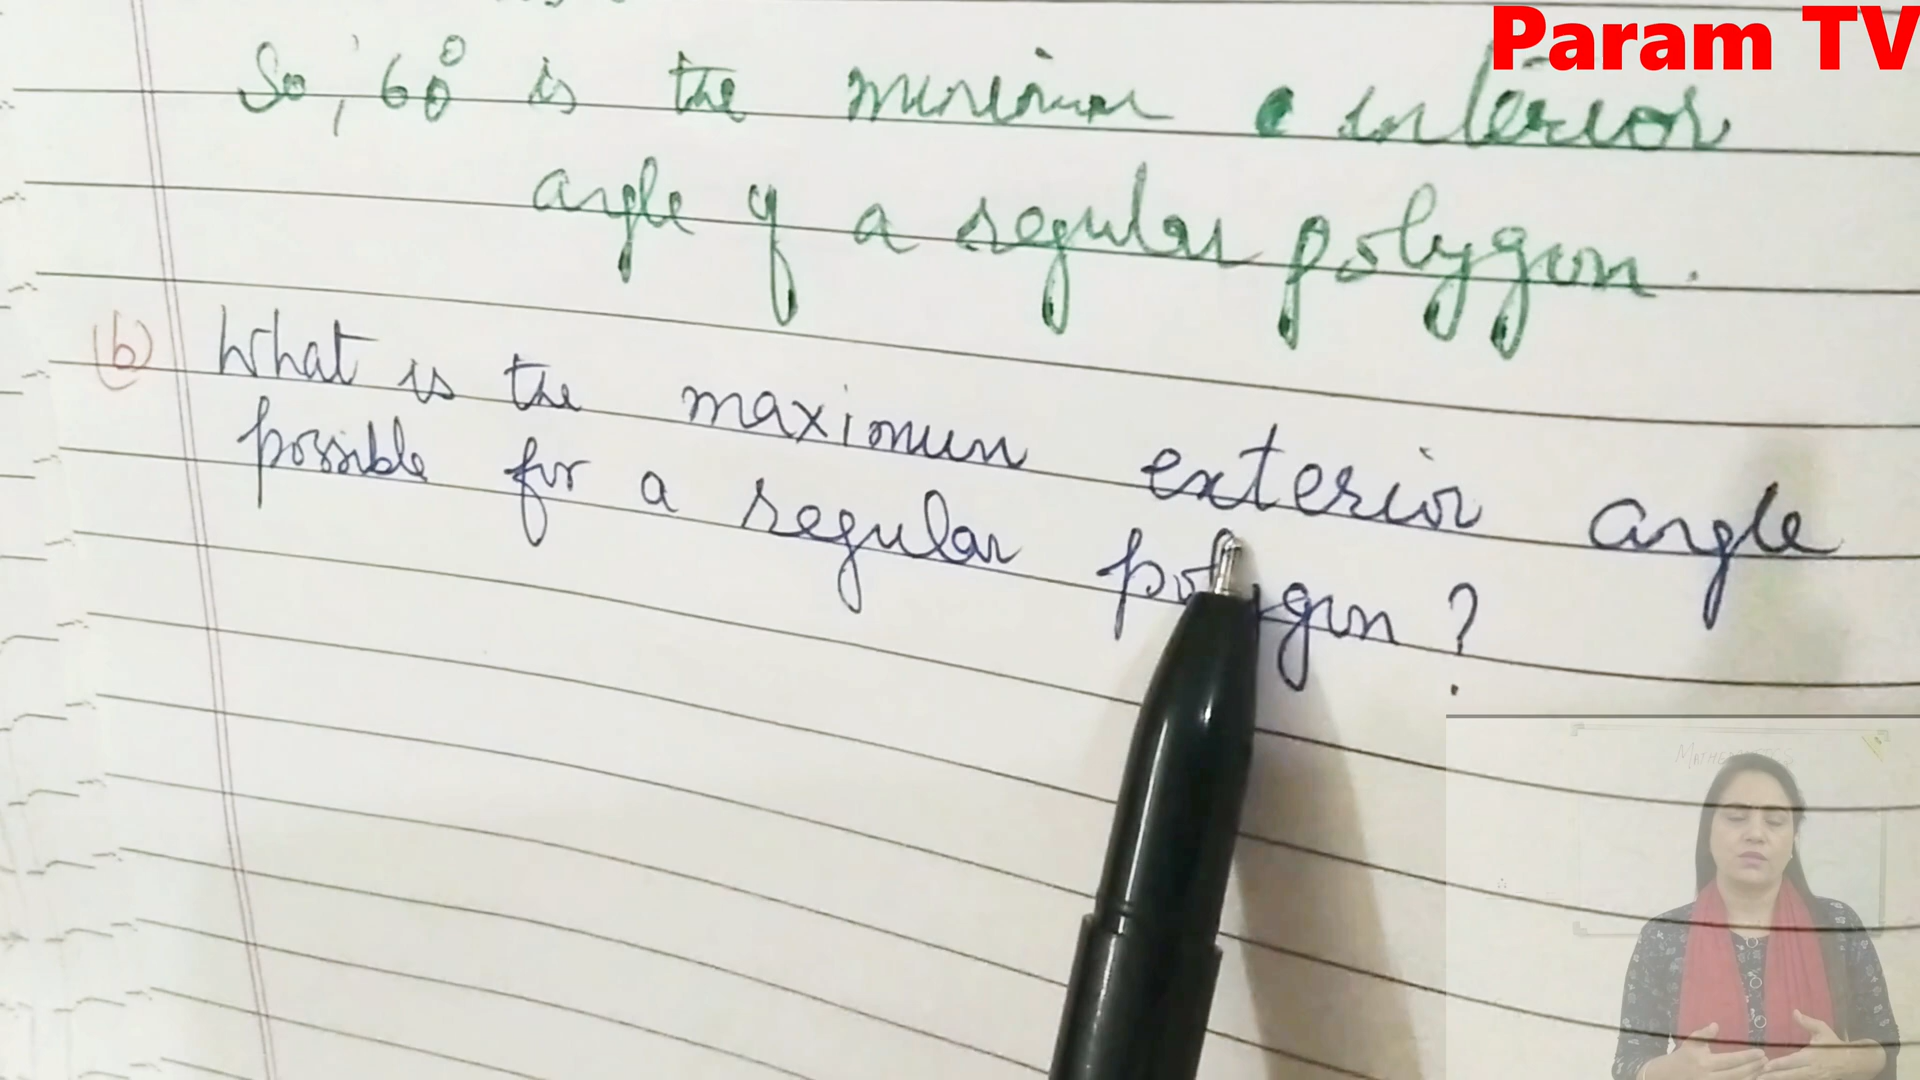 Param TV
So, 60° is the minimum interior
angle of a regular polygon.
(b) What is the maximum exterior angle
possible for a regular polygon?
MATHEMATICS